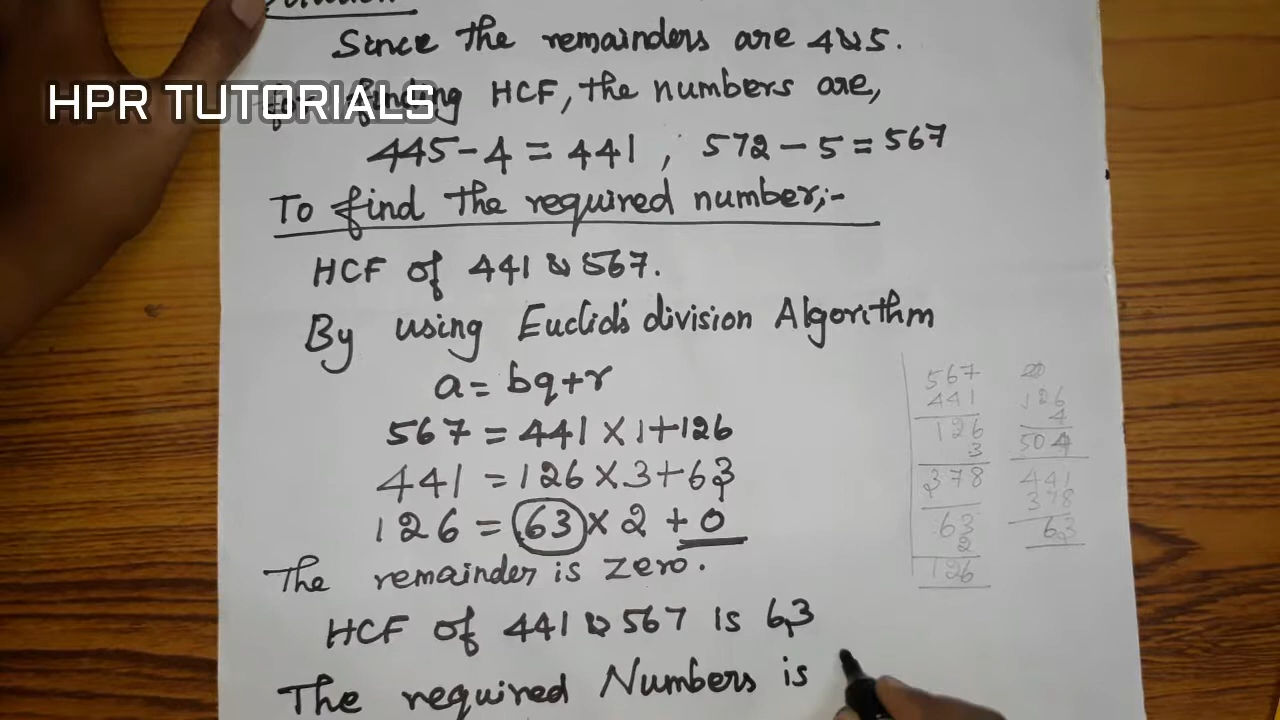 Since the remainders are 4 & 5.
HPR TUTORIALS
finding HCF, the numbers are,
445 - 4 = 441 ; 572 - 5 = 567
To find the required number;-
HCF of 441 & 567.
By using Euclid's division Algorithm
a = bq+r
567 = 441 × 1 + 126
441 = 126 × 3 + 63
126 = 63 × 2 + 0
The remainder is zero.
HCF of 441 & 567 is 63
The required Numbers is
567
441
126
3
378
63
2
126
126
4
504
441
378
63